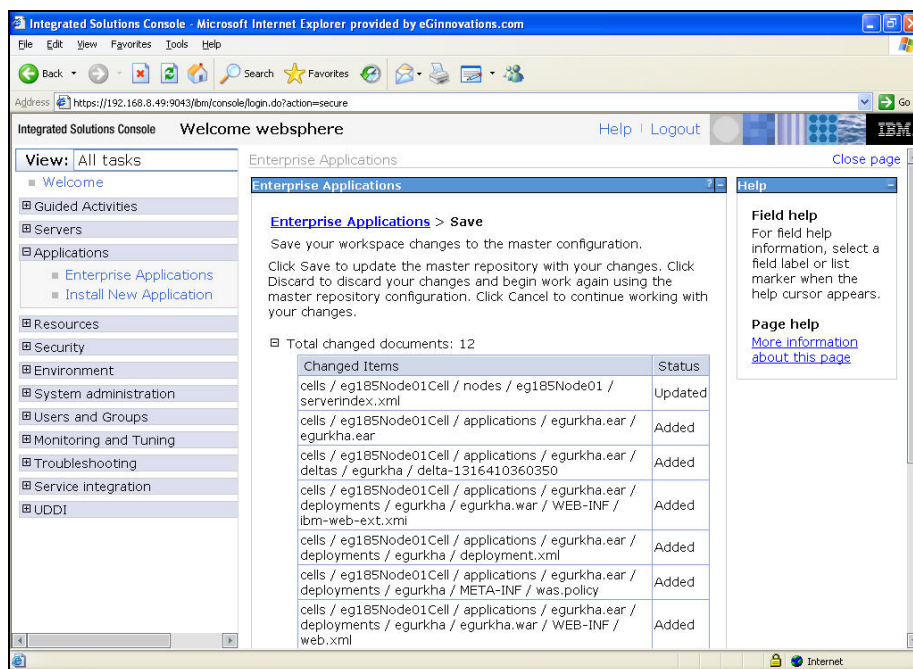 Integrated Solutions Console - Microsoft Internet Explorer provided by eGinnovations.com
File Edit View Favorites Tools Help
Back Search Favorites
Address https://192.168.8.49:9043/ibm/console/login.do?action=secure Go
Integrated Solutions Console Welcome websphere Help Logout IBM.
View: All tasks
Welcome
Guided Activities
Servers
Applications
Enterprise Applications
Install New Application
Resources
Security
Environment
System administration
Users and Groups
Monitoring and Tuning
Troubleshooting
Service integration
UDDI
Enterprise Applications Close page
Enterprise Applications ? -
Enterprise Applications > Save
Save your workspace changes to the master configuration.
Click Save to update the master repository with your changes. Click
Discard to discard your changes and begin work again using the
master repository configuration. Click Cancel to continue working with
your changes.
Total changed documents: 12
Changed Items Status
cells / eg185Node01Cell / nodes / eg185Node01 /
serverindex.xml Updated
cells / eg185Node01Cell / applications / egurkha.ear /
egurkha.ear Added
cells / eg185Node01Cell / applications / egurkha.ear /
deltas / egurkha / delta-1316410360350 Added
cells / eg185Node01Cell / applications / egurkha.ear /
deployments / egurkha / egurkha.war / WEB-INF /
ibm-web-ext.xmi Added
cells / eg185Node01Cell / applications / egurkha.ear /
deployments / egurkha / deployment.xml Added
cells / eg185Node01Cell / applications / egurkha.ear /
deployments / egurkha / META-INF / was.policy Added
cells / eg185Node01Cell / applications / egurkha.ear /
deployments / egurkha / egurkha.war / WEB-INF /
web.xml Added
Help -
Field help
For field help
information, select a
field label or list
marker when the
help cursor appears.
Page help
More information
about this page
Internet